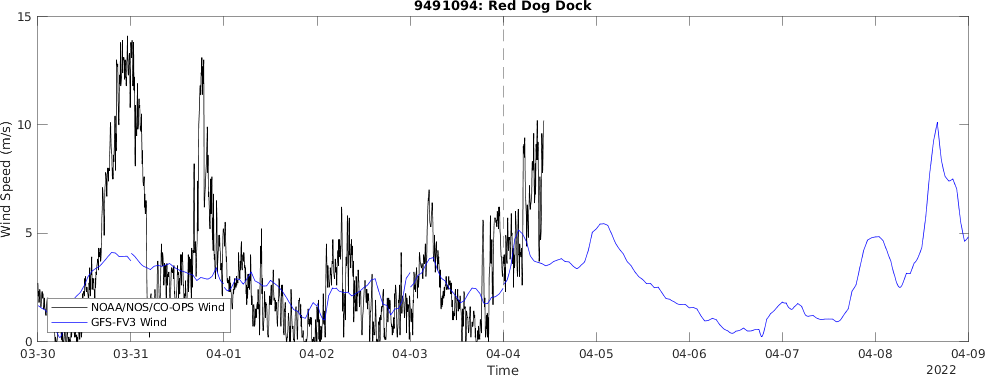 9491094: Red Dog Dock
15
10
5
0
Wind Speed (m/s)
NOAA/NOS/CO-OPS Wind
GFS-FV3 Wind
03-30 03-31 04-01 04-02 04-03 04-04 04-05 04-06 04-07 04-08 04-09
Time
2022